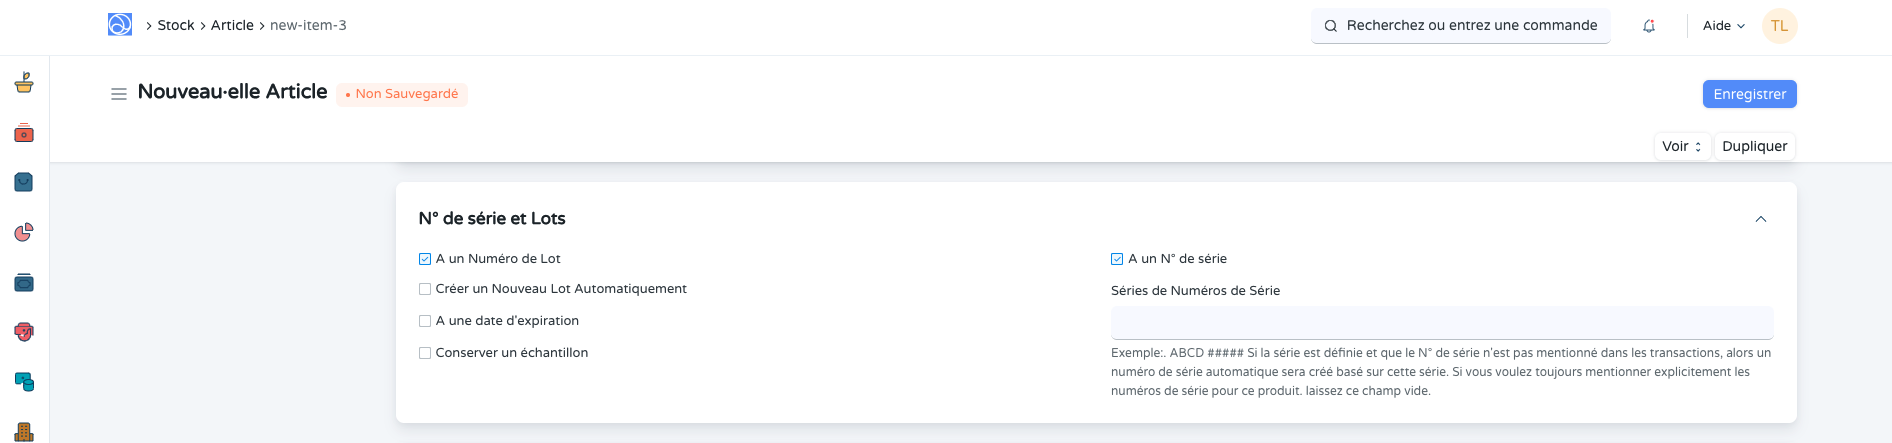 Stock Article new-item-3
Recherchez ou entrez une commande
Aide
TL
Nouveau·elle Article
Non Sauvegardé
Enregistrer
Voir
Dupliquer
N° de série et Lots
A un Numéro de Lot
Créer un Nouveau Lot Automatiquement
A une date d'expiration
Conserver un échantillon
A un N° de série
Séries de Numéros de Série
Exemple:. ABCD ##### Si la série est définie et que le N° de série n'est pas mentionné dans les transactions, alors un
numéro de série automatique sera créé basé sur cette série. Si vous voulez toujours mentionner explicitement les
numéros de série pour ce produit. laissez ce champ vide.